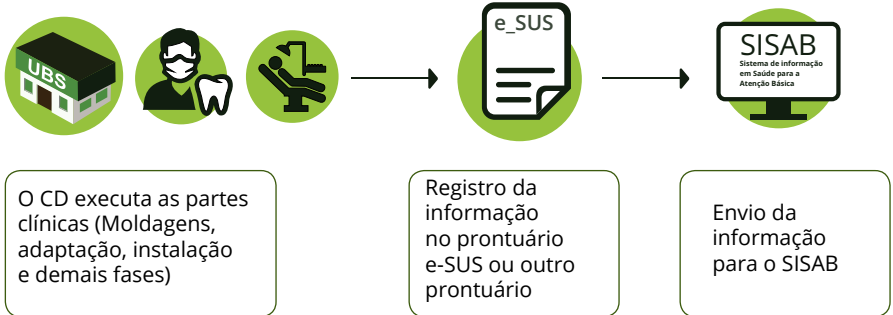 UBS
e_SUS
SISAB
Sistema de informação
em Saúde para a
Atenção Básica
O CD executa as partes
clínicas (Moldagens,
adaptação, instalação
e demais fases)
Registro da
informação
no prontuário
e-SUS ou outro
prontuário
Envio da
informação
para o SISAB